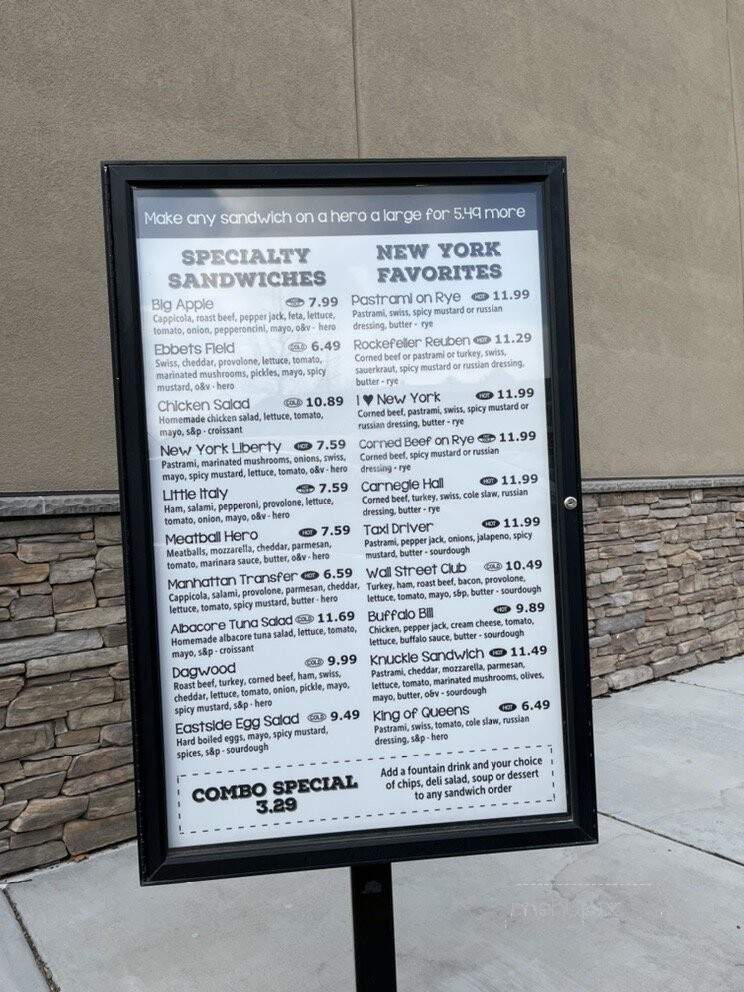 Make any sandwich on a hero a large for 5.49 more
SPECIALTY
SANDWICHES
Big Apple 7.99
Cappicola, roast beef, pepper jack, feta, lettuce,
tomato, onion, pepperoncini, mayo, o&v - hero
Ebbets Field COLD 6.49
Swiss, cheddar, provolone, lettuce, tomato,
marinated mushrooms, pickles, mayo, spicy
mustard, o&v - hero
Chicken Salad COLD 10.89
Homemade chicken salad, lettuce, tomato,
mayo, s&p - croissant
New York Liberty HOT 7.59
Pastrami, marinated mushrooms, onions, swiss,
mayo, spicy mustard, lettuce, tomato, o&v - hero
Little Italy 7.59
Ham, salami, pepperoni, provolone, lettuce,
tomato, onion, mayo, o&v - hero
Meatball Hero HOT 7.59
Meatballs, mozzarella, cheddar, parmesan,
tomato, marinara sauce, butter, o&v - hero
Manhattan Transfer HOT 6.59
Cappicola, salami, provolone, parmesan, cheddar,
lettuce, tomato, spicy mustard, butter - hero
Albacore Tuna Salad COLD 11.69
Homemade albacore tuna salad, lettuce, tomato,
mayo, s&p - croissant
Dagwood COLD 9.99
Roast beef, turkey, corned beef, ham, swiss,
cheddar, lettuce, tomato, onion, pickle, mayo,
spicy mustard, s&p - hero
Eastside Egg Salad COLD 9.49
Hard boiled eggs, mayo, spicy mustard,
spices, s&p - sourdough
NEW YORK
FAVORITES
Pastrami on Rye HOT 11.99
Pastrami, swiss, spicy mustard or russian
dressing, butter - rye
Rockefeller Reuben HOT 11.29
Corned beef or pastrami or turkey, swiss,
sauerkraut, spicy mustard or russian dressing,
butter - rye
I ♥ New York HOT 11.99
Corned beef, pastrami, swiss, spicy mustard or
russian dressing, butter - rye
Corned Beef on Rye 11.99
Corned beef, spicy mustard or russian
dressing - rye
Carnegie Hall HOT 11.99
Corned beef, turkey, swiss, cole slaw, russian
dressing, butter - rye
Taxi Driver HOT 11.99
Pastrami, pepper jack, onions, jalapeno, spicy
mustard, butter - sourdough
Wall Street Club COLD 10.49
Turkey, ham, roast beef, bacon, provolone,
lettuce, tomato, mayo, s&p, butter - sourdough
Buffalo Bill HOT 9.89
Chicken, pepper jack, cream cheese, tomato,
lettuce, buffalo sauce, butter - sourdough
Knuckle Sandwich HOT 11.49
Pastrami, cheddar, mozzarella, parmesan,
lettuce, tomato, marinated mushrooms, olives,
mayo, butter, o&v - sourdough
King of Queens HOT 6.49
Pastrami, swiss, tomato, cole slaw, russian
dressing, s&p - hero
COMBO SPECIAL
3.29
Add a fountain drink and your choice
of chips, deli salad, soup or dessert
to any sandwich order